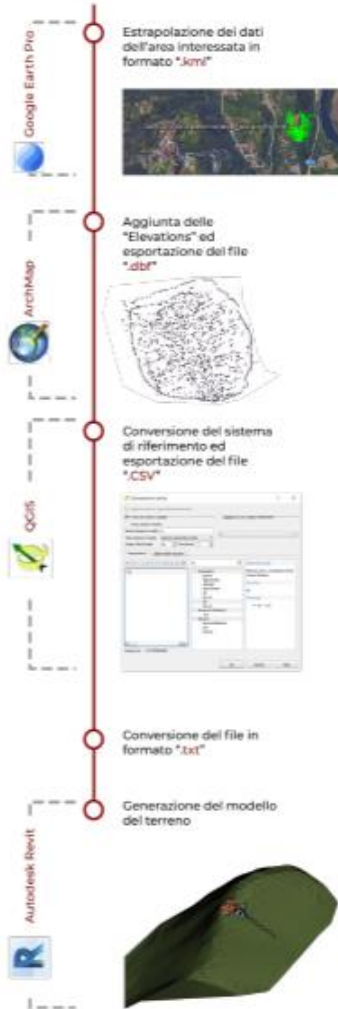 Google Earth Pro
Estrapolazione dei dati
dell'area interessata in
formato ".kml"
ArchMap
Aggiunta delle
"Elevations" ed
esportazione del file
".dbf"
QGIS
Conversione del sistema
di riferimento ed
esportazione del file
".CSV"
Conversione del file in
formato ".txt"
Autodesk Revit
Generazione del modello
del terreno
R